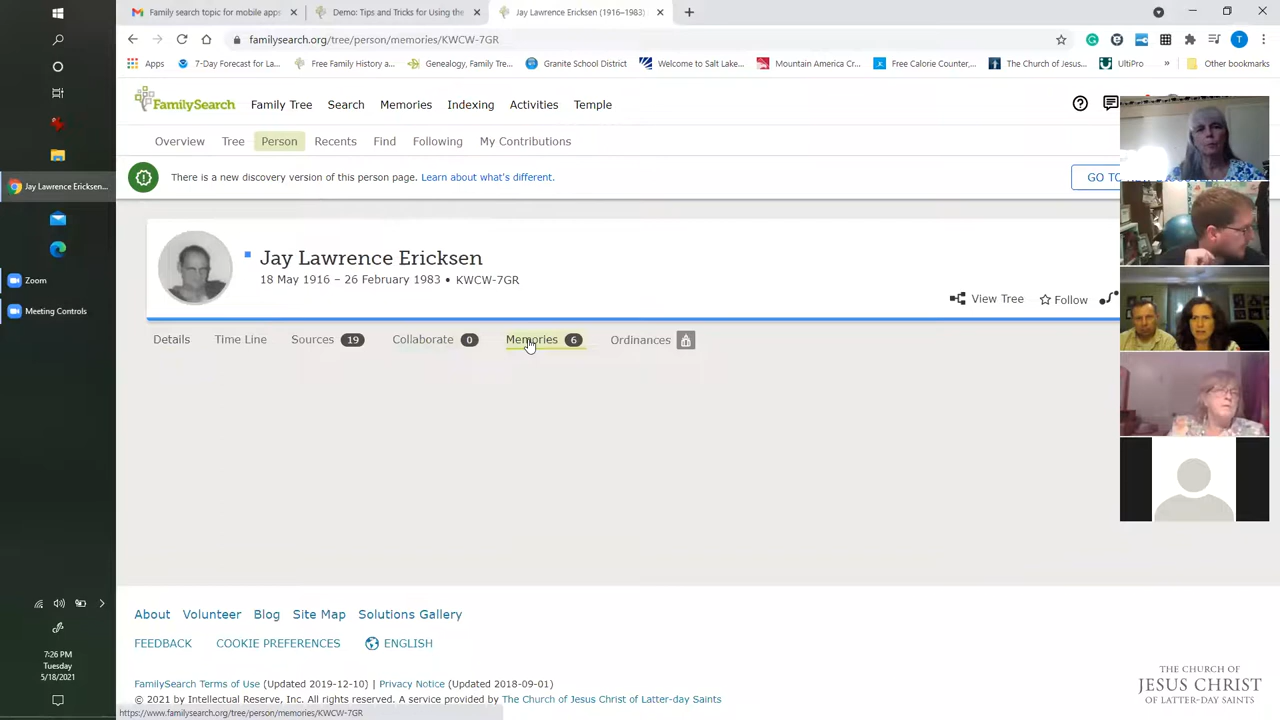 Family search topic for mobile apps
Demo: Tips and Tricks for Using the
Jay Lawrence Ericksen (1916–1983)
familysearch.org/tree/person/memories/KWCW-7GR
Apps
7-Day Forecast for La...
Free Family History a...
Genealogy, Family Tre...
Granite School District
Welcome to Salt Lake...
Mountain America Cr...
Free Calorie Counter,...
The Church of Jesus...
UltiPro
»
Other bookmarks
T
FamilySearch
Family Tree
Search
Memories
Indexing
Activities
Temple
Overview
Tree
Person
Recents
Find
Following
My Contributions
There is a new discovery version of this person page. Learn about what's different.
GO TO
Jay Lawrence Ericksen...
Jay Lawrence Ericksen
18 May 1916 – 26 February 1983 • KWCW-7GR
View Tree
Follow
Zoom
Meeting Controls
Details
Time Line
Sources 19
Collaborate 0
Memories 6
Ordinances
About
Volunteer
Blog
Site Map
Solutions Gallery
FEEDBACK
COOKIE PREFERENCES
ENGLISH
7:26 PM
Tuesday
5/18/2021
FamilySearch Terms of Use (Updated 2019-12-10) | Privacy Notice (Updated 2018-09-01)
© 2021 by Intellectual Reserve, Inc. All rights reserved. A service provided by The Church of Jesus Christ of Latter-day Saints
THE CHURCH OF
JESUS CHRIST
OF LATTER-DAY SAINTS
https://www.familysearch.org/tree/person/memories/KWCW-7GR